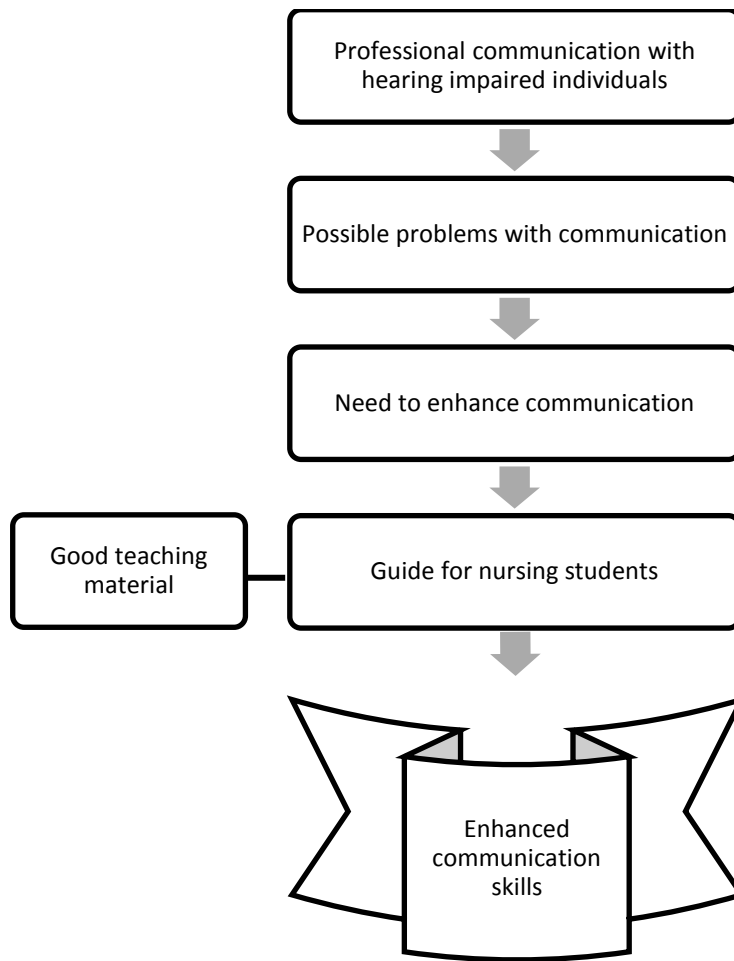 Professional communication with
hearing impaired individuals
Possible problems with communication
Need to enhance communication
Good teaching
material
Guide for nursing students
Enhanced
communication
skills